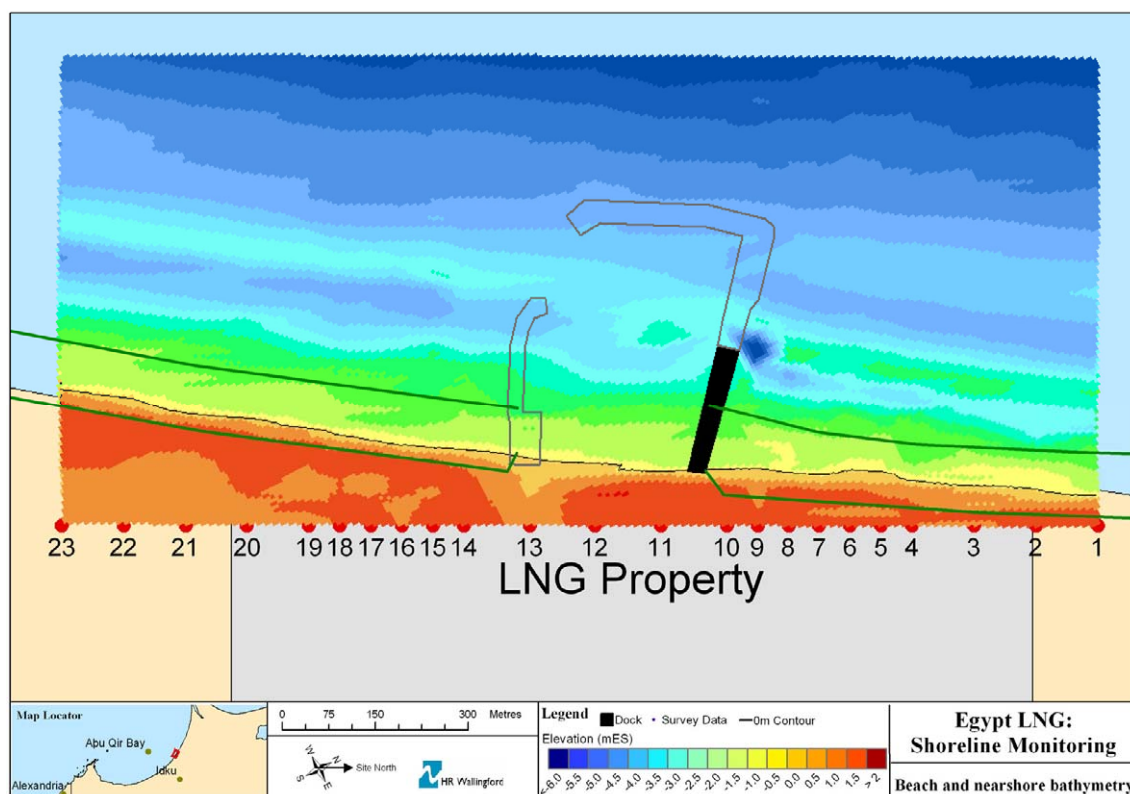 23 22 21 20 19 18 17 16 15 14 13 12 11 10 9 8 7 6 5 4 3 2 1
LNG Property
Map Locator
Abu Qir Bay
Idku
Alexandria
0 75 150 300 Metres
N
W
S
E
Site North
HR Wallingford
Legend Dock Survey Data 0m Contour
Elevation (mES)
<-6.0 -5.5 -5.0 -4.5 -4.0 -3.5 -3.0 -2.5 -2.0 -1.5 -1.0 -0.5 0.0 0.5 1.0 1.5 > 2
Egypt LNG:
Shoreline Monitoring
Beach and nearshore bathymetry